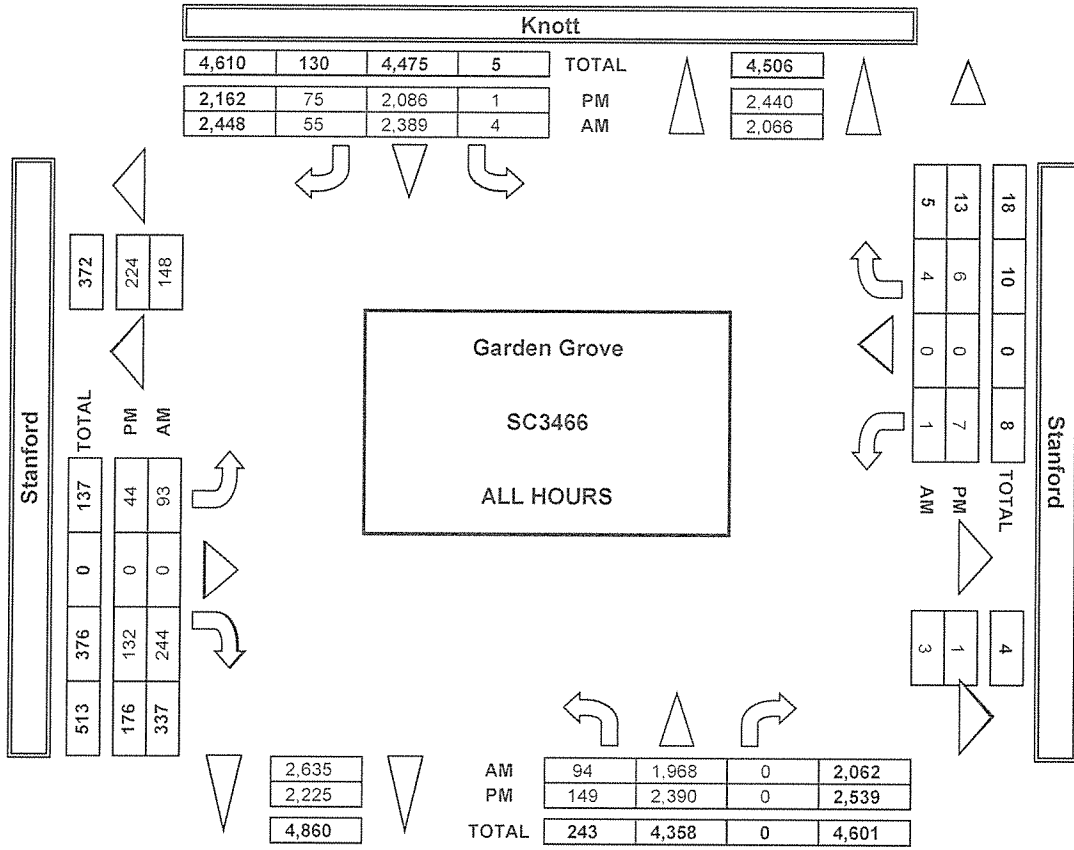 Knott
4,610 130 4,475 5 TOTAL 4,506
2,162 75 2,086 1 PM 2,440
2,448 55 2,389 4 AM 2,066
Stanford
372 224 148
TOTAL PM AM
137 44 93
0 0 0
376 132 244
513 176 337
Garden Grove
SC3466
ALL HOURS
5 13 18
4 6 10
0 0 0
1 7 8
AM PM TOTAL
3 1 4
Stanford
2,635
2,225
4,860
AM 94 1,968 0 2,062
PM 149 2,390 0 2,539
TOTAL 243 4,358 0 4,601